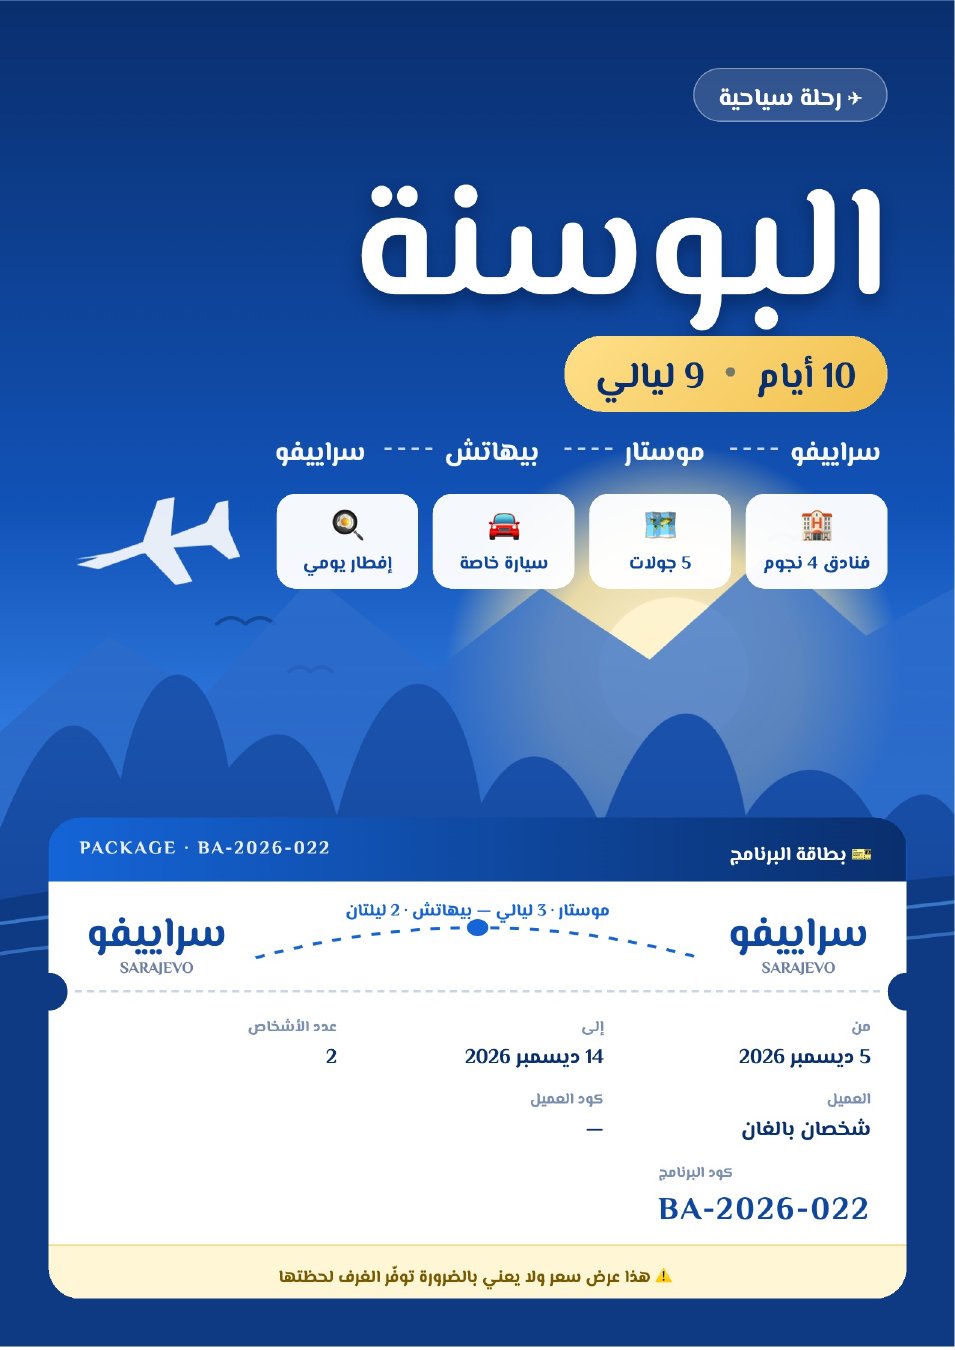 ✈ رحلة سياحية
البوسنة
10 أيام • 9 ليالي
سراييفو ---- موستار ---- بيهاتش ---- سراييفو
فنادق 4 نجوم
5 جولات
سيارة خاصة
إفطار يومي
🎫 بطاقة البرنامج
PACKAGE · BA-2026-022
موستار · 3 ليالي — بيهاتش · 2 ليلتان
سراييفو
SARAJEVO
سراييفو
SARAJEVO
من
5 ديسمبر 2026
إلى
14 ديسمبر 2026
عدد الأشخاص
2
العميل
شخصان بالغان
كود العميل
—
كود البرنامج
BA-2026-022
⚠️ هذا عرض سعر ولا يعني بالضرورة توفّر الغرف لحظتها